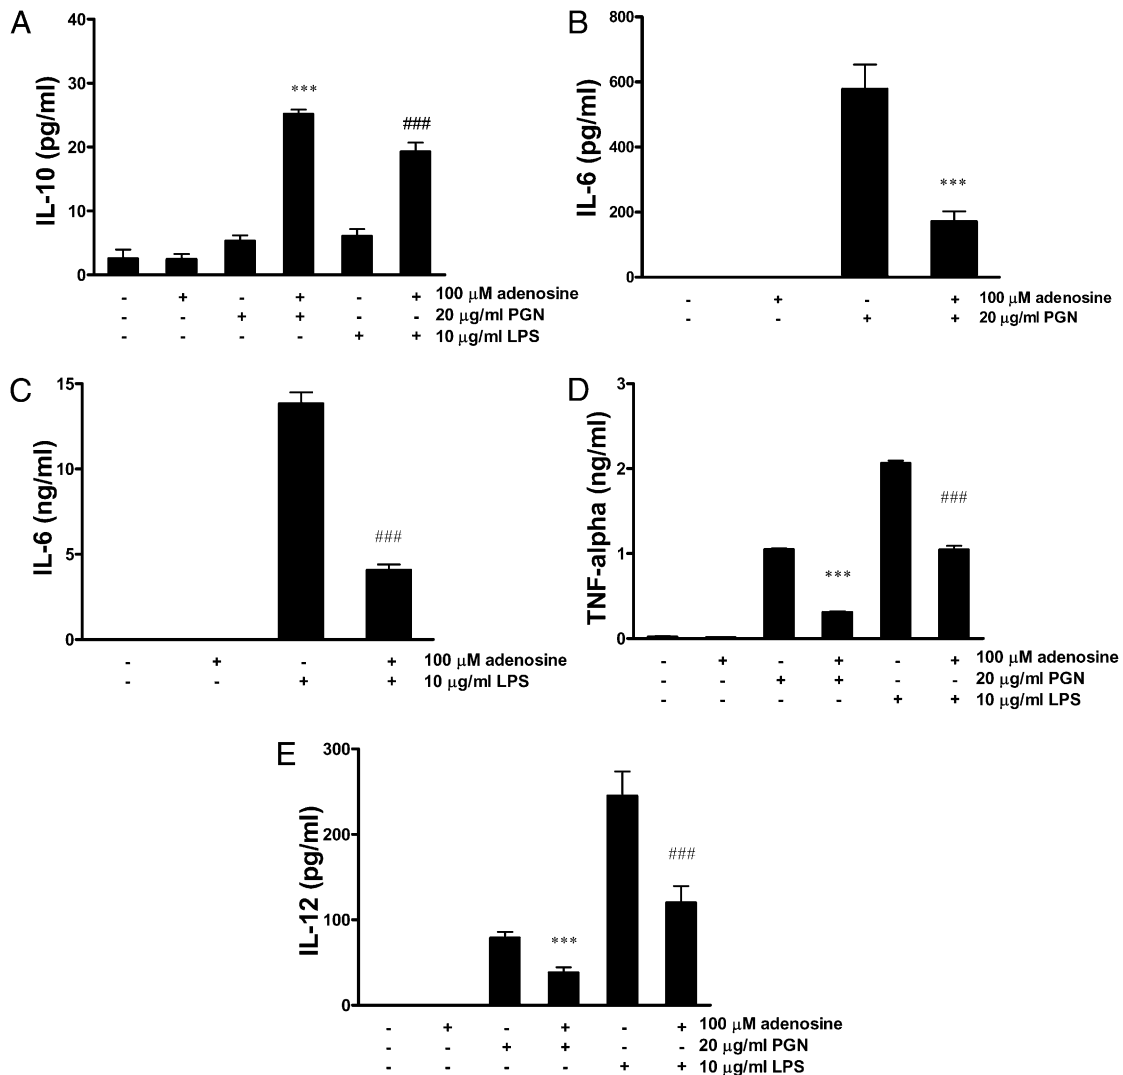 A
IL-10 (pg/ml)
40
30
20
10
0
***
###
- + - + - + 100 μM adenosine
- - + + - - 20 μg/ml PGN
- - - - + + 10 μg/ml LPS
B
IL-6 (pg/ml)
800
600
400
200
0
***
- + - + 100 μM adenosine
- - + + 20 μg/ml PGN
C
IL-6 (ng/ml)
15
10
5
0
###
- + - + 100 μM adenosine
- - + + 10 μg/ml LPS
D
TNF-alpha (ng/ml)
3
2
1
0
***
###
- + - + - + 100 μM adenosine
- - + + - - 20 μg/ml PGN
- - - - + + 10 μg/ml LPS
E
IL-12 (pg/ml)
300
200
100
0
***
###
- + - + - + 100 μM adenosine
- - + + - - 20 μg/ml PGN
- - - - + + 10 μg/ml LPS